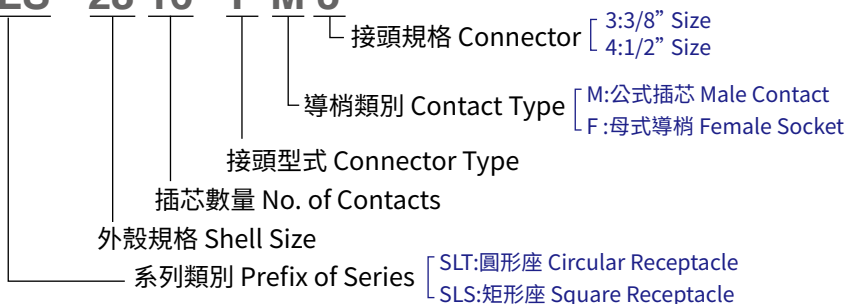 接頭規格 Connector
3:3/8” Size
4:1/2” Size
導梢類別 Contact Type
M:公式插芯 Male Contact
F :母式導梢 Female Socket
接頭型式 Connector Type
插芯數量 No. of Contacts
外殼規格 Shell Size
系列類別 Prefix of Series
SLT:圓形座 Circular Receptacle
SLS:矩形座 Square Receptacle